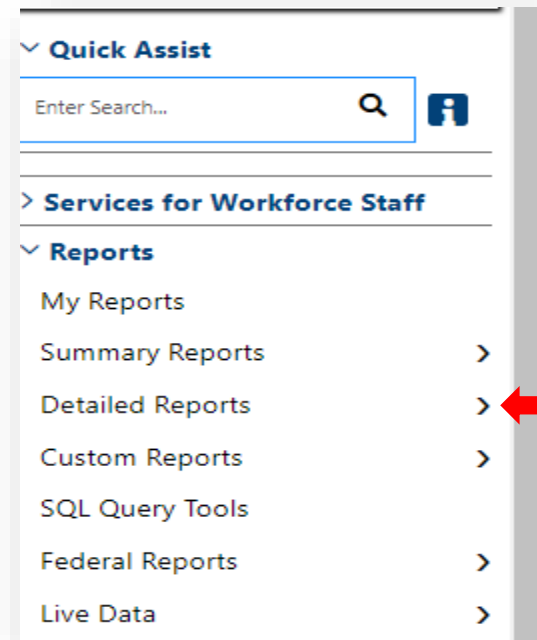 Quick Assist
Enter Search...
Services for Workforce Staff
Reports
My Reports
Summary Reports
Detailed Reports
Custom Reports
SQL Query Tools
Federal Reports
Live Data